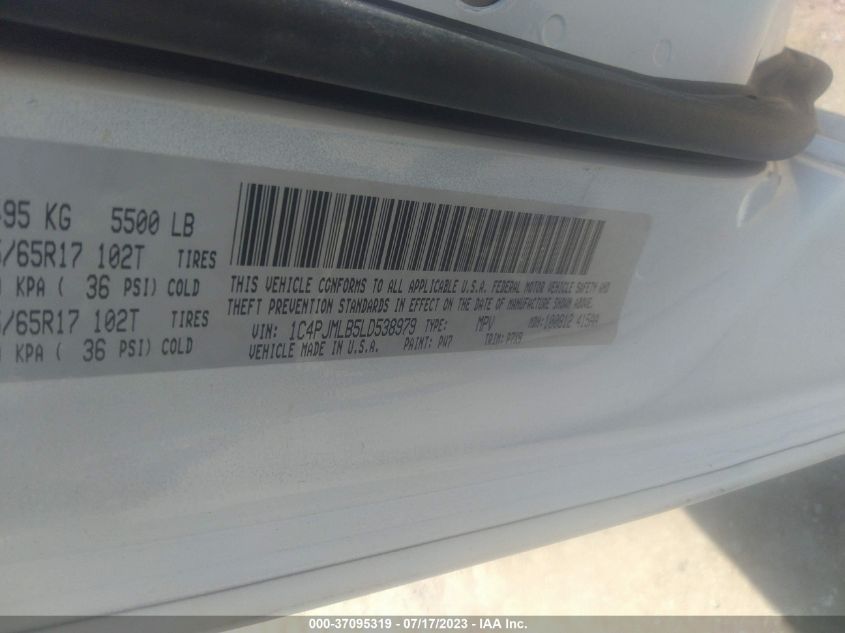 95 KG 5500 LB
/65R17 102T TIRES
KPA ( 36 PSI) COLD
/65R17 102T TIRES
KPA ( 36 PSI) COLD
THIS VEHICLE CONFORMS TO ALL APPLICABLE U.S.A. FEDERAL MOTOR VEHICLE SAFETY AND
THEFT PREVENTION STANDARDS IN EFFECT ON THE DATE OF MANUFACTURE SHOWN ABOVE.
VIN: 1C4PJMLB5LD538979 TYPE: MPV MDH:
VEHICLE MADE IN U.S.A. PAINT: PW7 TRIM:
000-37095319 - 07/17/2023 - IAA Inc.